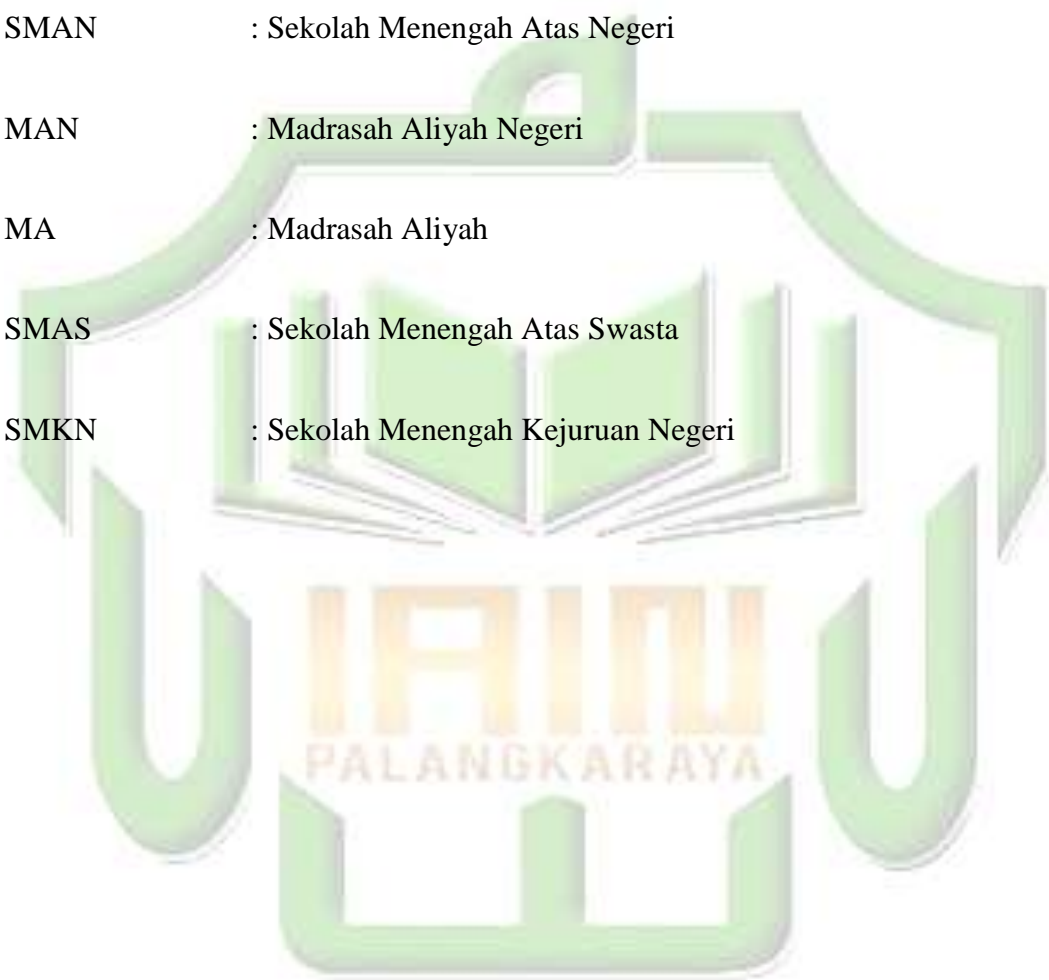 SMAN : Sekolah Menengah Atas Negeri
MAN : Madrasah Aliyah Negeri
MA : Madrasah Aliyah
SMAS : Sekolah Menengah Atas Swasta
SMKN : Sekolah Menengah Kejuruan Negeri
IAIN
PALANGKARAYA